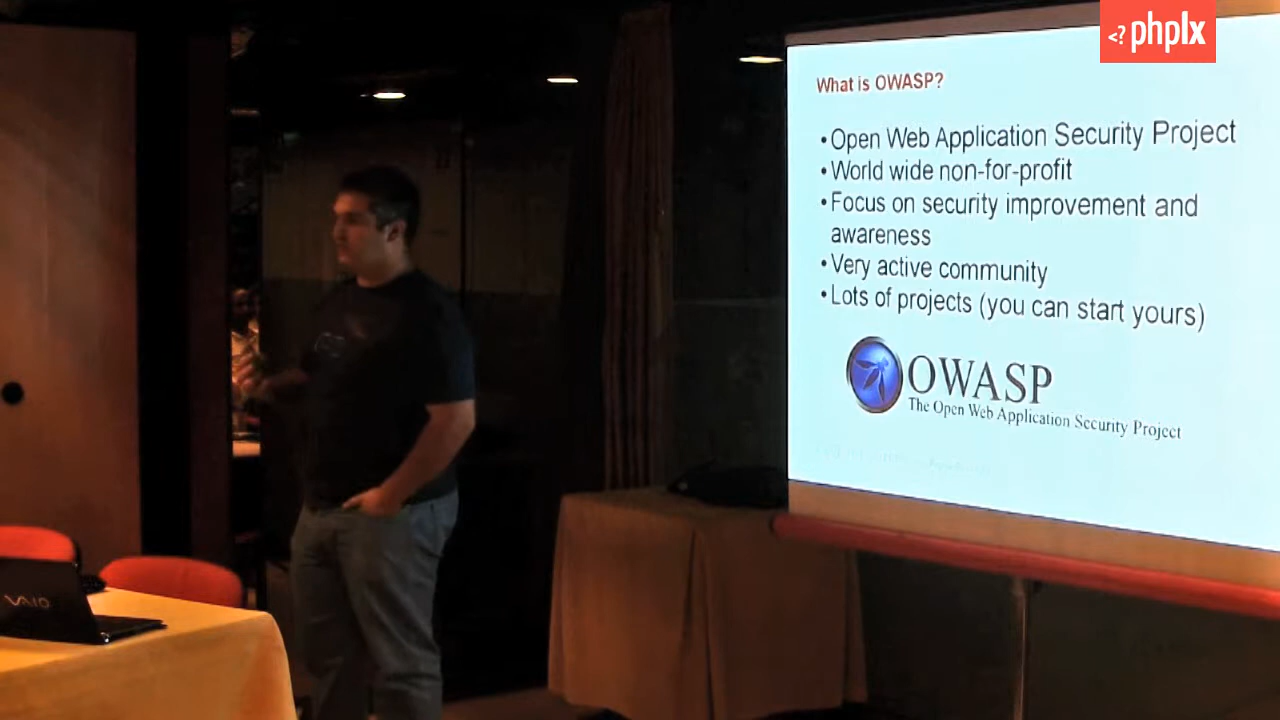 <? phplx
What is OWASP?
•Open Web Application Security Project
•World wide non-for-profit
•Focus on security improvement and
awareness
•Very active community
•Lots of projects (you can start yours)
OWASP
The Open Web Application Security Project
VAIO